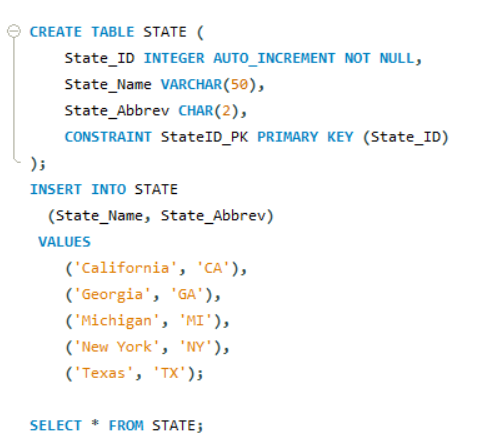 CREATE TABLE STATE (
State_ID INTEGER AUTO_INCREMENT NOT NULL,
State_Name VARCHAR(50),
State_Abbrev CHAR(2),
CONSTRAINT StateID_PK PRIMARY KEY (State_ID)
);
INSERT INTO STATE
(State_Name, State_Abbrev)
VALUES
('California', 'CA'),
('Georgia', 'GA'),
('Michigan', 'MI'),
('New York', 'NY'),
('Texas', 'TX');
SELECT * FROM STATE;